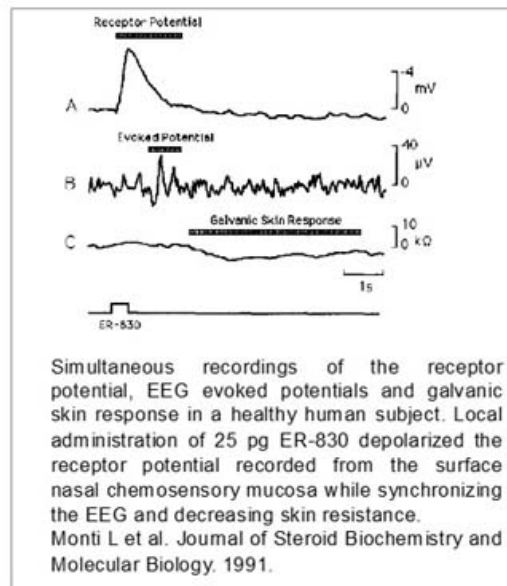 Receptor Potential
-4
A
mV
0
Evoked Potential
40
B
µV
0
Galvanic Skin Response
10
C
0 kΩ
1s
ER-830
Simultaneous recordings of the receptor
potential, EEG evoked potentials and galvanic
skin response in a healthy human subject. Local
administration of 25 pg ER-830 depolarized the
receptor potential recorded from the surface
nasal chemosensory mucosa while synchronizing
the EEG and decreasing skin resistance.
Monti L et al. Journal of Steroid Biochemistry and
Molecular Biology. 1991.